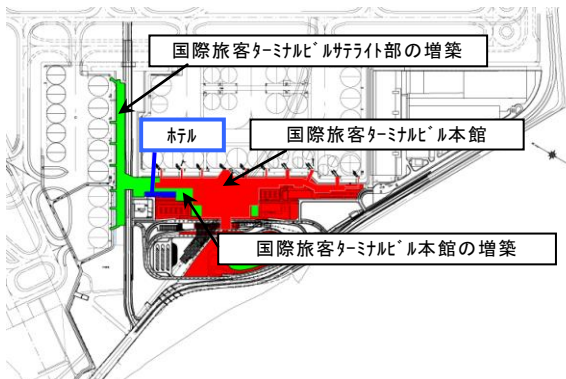 国際旅客ﾀｰﾐﾅﾙﾋﾞﾙｻﾃﾗｲﾄ部の増築
ﾎﾃﾙ
国際旅客ﾀｰﾐﾅﾙﾋﾞﾙ本館
国際旅客ﾀｰﾐﾅﾙﾋﾞﾙ本館の増築